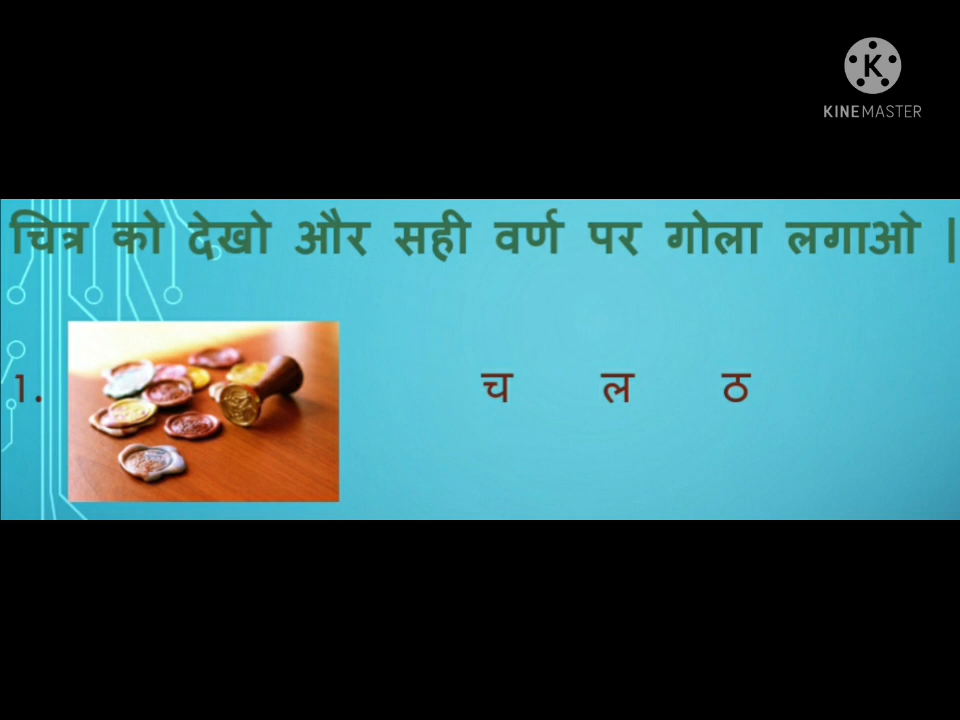 KINEMASTER
चित्र को देखो और सही वर्ण पर गोला लगाओ |
1. च ल ठ